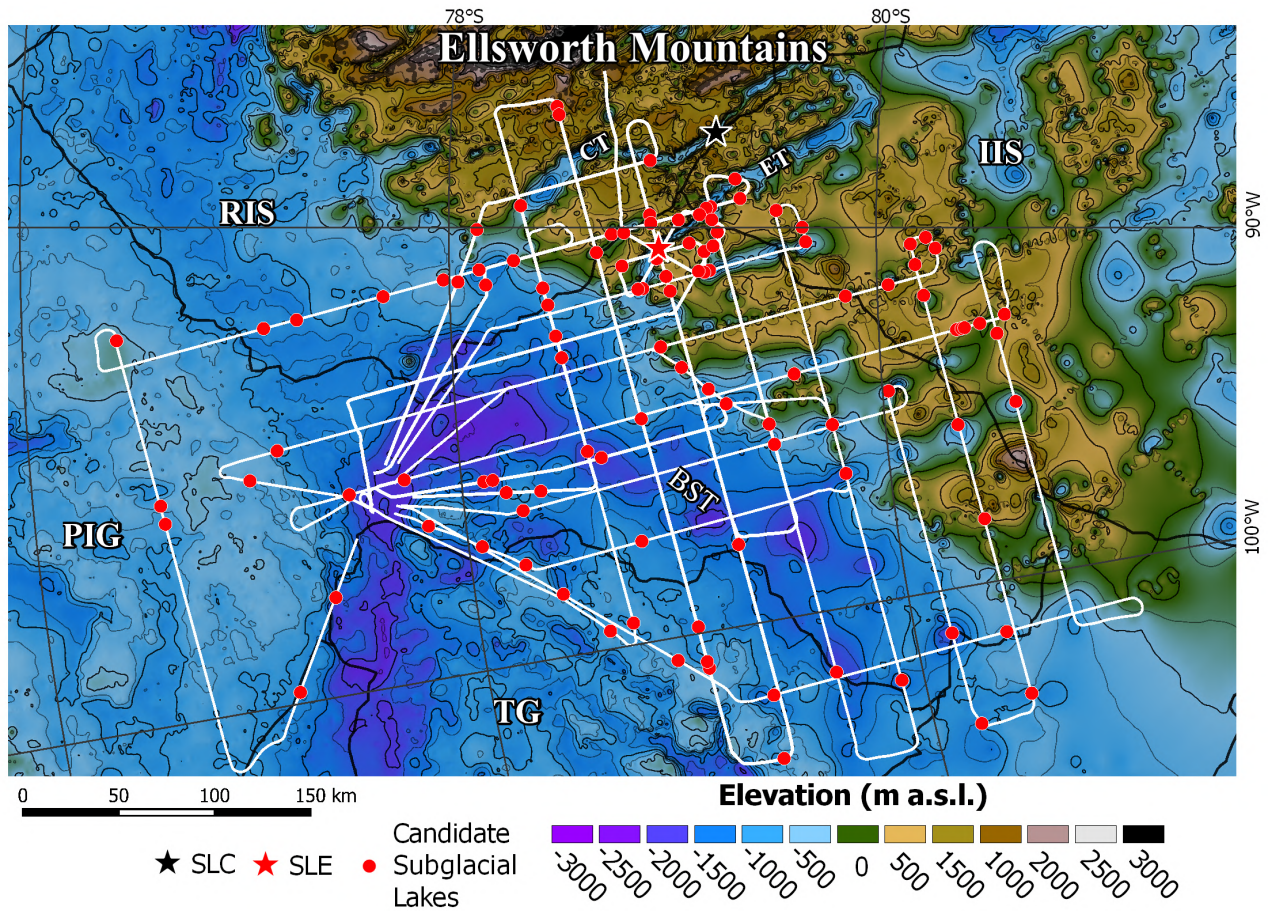 78°S
80°S
Ellsworth Mountains
CT
ET
IIS
RIS
90°W
BST
PIG
100°W
TG
0 50 100 150 km
Elevation (m a.s.l.)
SLC
SLE
Candidate
Subglacial
Lakes
-3000
-2500
-2000
-1500
-1000
-500
0
500
1500
1000
2000
2500
3000